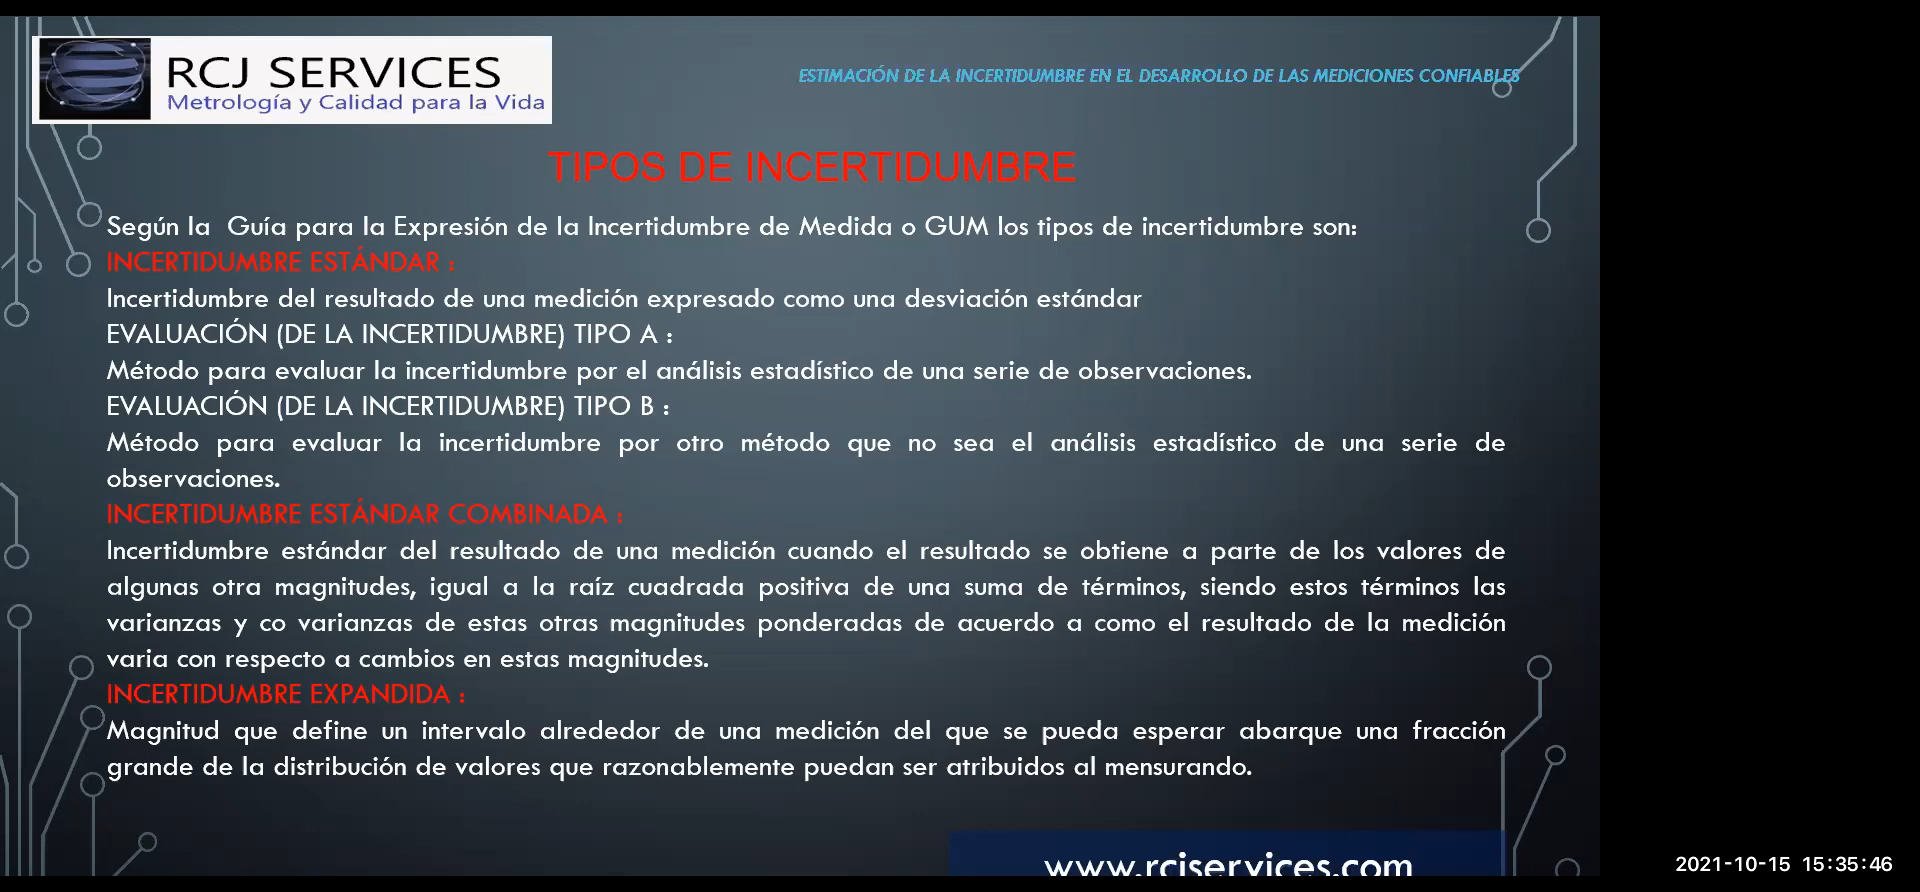 RCJ SERVICES
Metrología y Calidad para la Vida
ESTIMACIÓN DE LA INCERTIDUMBRE EN EL DESARROLLO DE LAS MEDICIONES CONFIABLES
TIPOS DE INCERTIDUMBRE
Según la Guía para la Expresión de la Incertidumbre de Medida o GUM los tipos de incertidumbre son:
INCERTIDUMBRE ESTÁNDAR :
Incertidumbre del resultado de una medición expresado como una desviación estándar
EVALUACIÓN (DE LA INCERTIDUMBRE) TIPO A :
Método para evaluar la incertidumbre por el análisis estadístico de una serie de observaciones.
EVALUACIÓN (DE LA INCERTIDUMBRE) TIPO B :
Método para evaluar la incertidumbre por otro método que no sea el análisis estadístico de una serie de
observaciones.
INCERTIDUMBRE ESTÁNDAR COMBINADA :
Incertidumbre estándar del resultado de una medición cuando el resultado se obtiene a parte de los valores de
algunas otra magnitudes, igual a la raíz cuadrada positiva de una suma de términos, siendo estos términos las
varianzas y co varianzas de estas otras magnitudes ponderadas de acuerdo a como el resultado de la medición
varia con respecto a cambios en estas magnitudes.
INCERTIDUMBRE EXPANDIDA :
Magnitud que define un intervalo alrededor de una medición del que se pueda esperar abarque una fracción
grande de la distribución de valores que razonablemente puedan ser atribuidos al mensurando.
www.rcjservices.com
2021-10-15 15:35:46